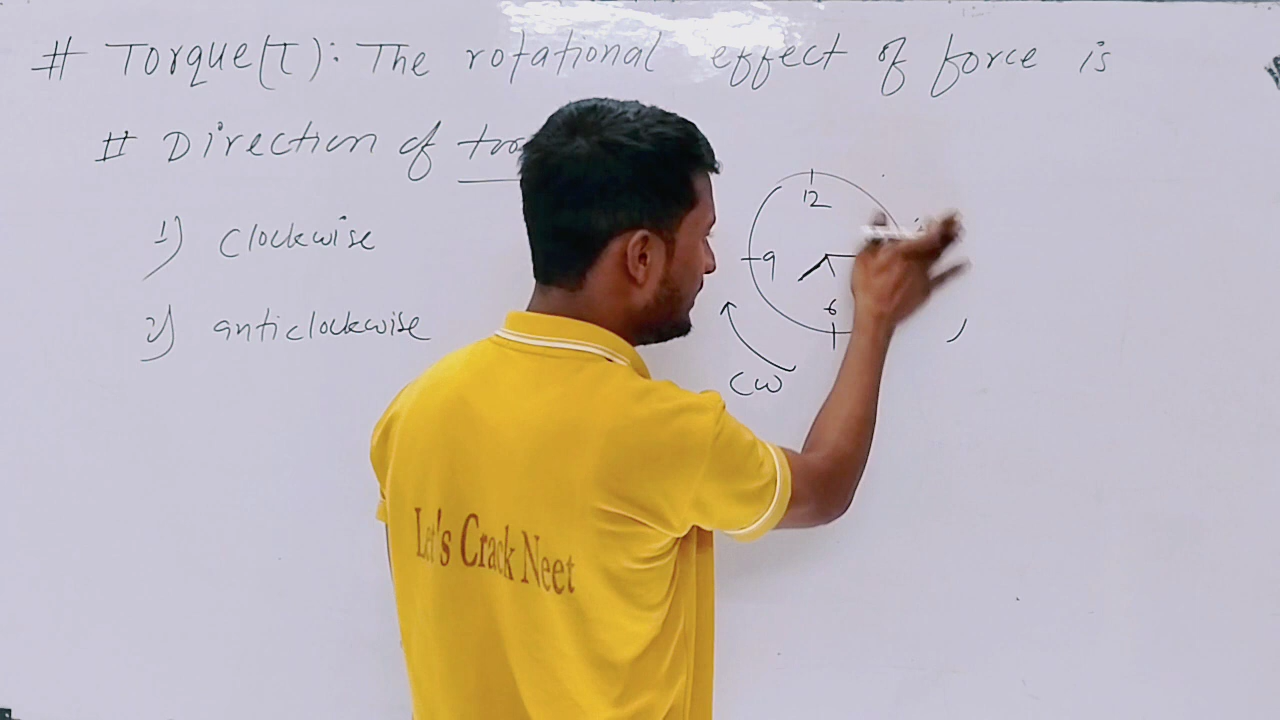 # Torque(τ): The rotational effect of force is
# Direction of
1) Clockwise
2) anticlockwise
12
9
6
CW
Let's Crack Neet